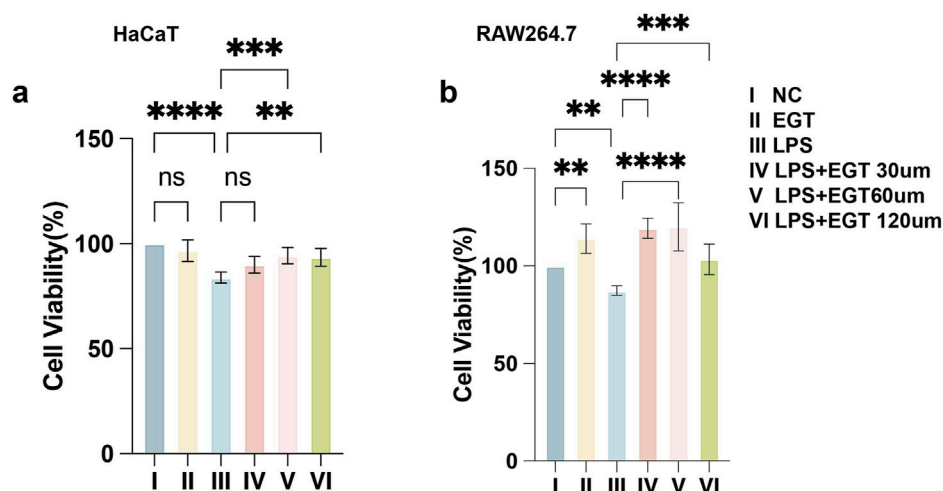 HaCaT
a
✱✱✱
✱✱✱✱
✱✱
ns
ns
Cell Viability(%)
150
100
50
0
I II III IV V VI
RAW264.7
b
✱✱✱
✱✱✱✱
✱✱
✱✱
✱✱✱✱
Cell Viability(%)
150
100
50
0
I II III IV V VI
I NC
II EGT
III LPS
IV LPS+EGT 30um
V LPS+EGT60um
VI LPS+EGT 120um